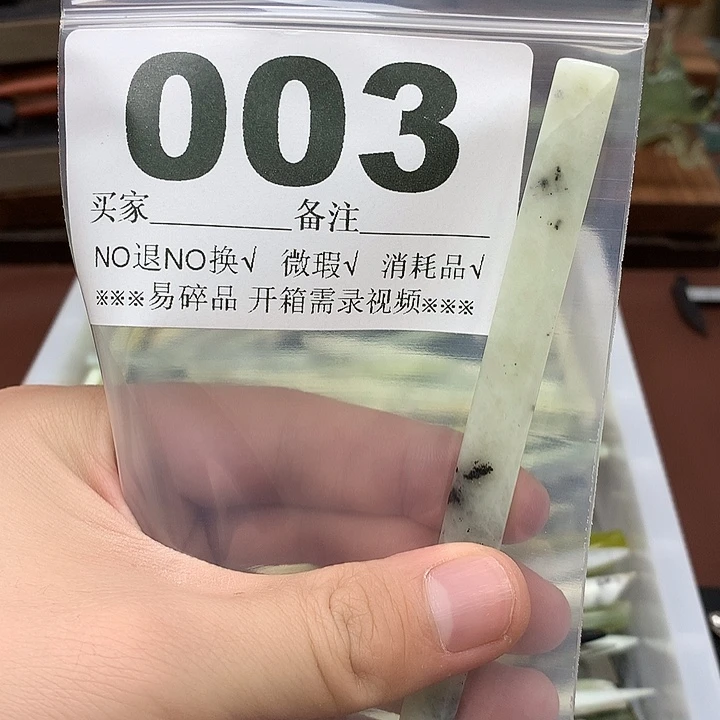 003
买家________备注________
NO退NO换√ 微瑕√ 消耗品√
※※※易碎品 开箱需录视频※※※